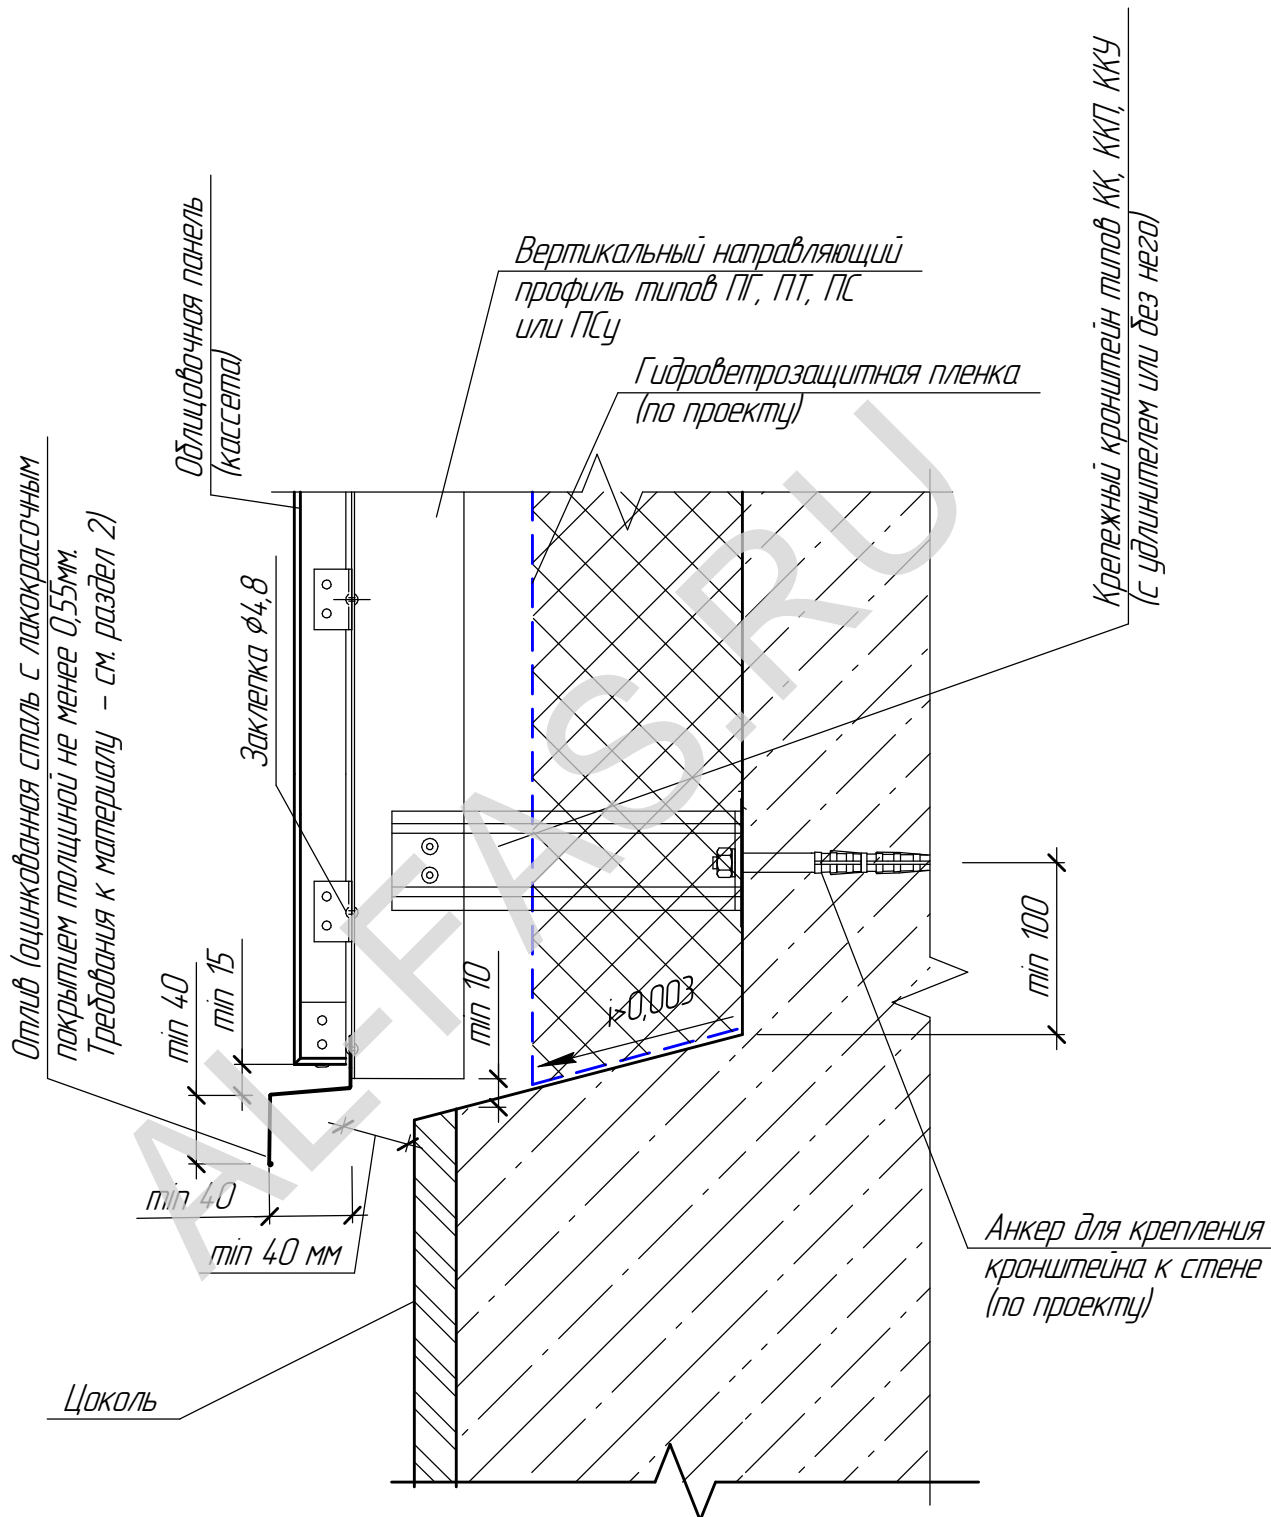 Крепежный кронштейн типов КК, ККП, ККУ
(с удлинителем или без него)
Облицовочная панель
(кассета)
Вертикальный направляющий
профиль типов ПГ, ПТ, ПС
или ПСу
Гидроветрозащитная пленка
(по проекту)
Отлив (оцинкованная сталь с лакокрасочным
покрытием толщиной не менее 0,55мм.
Требования к материалу - см. раздел 2)
Заклепка ϕ4,8
min 40
min 15
min 10
i>0,003
min 100
min 40
min 40 мм
Анкер для крепления
кронштейна к стене
(по проекту)
Цоколь
AL-FAS.RU